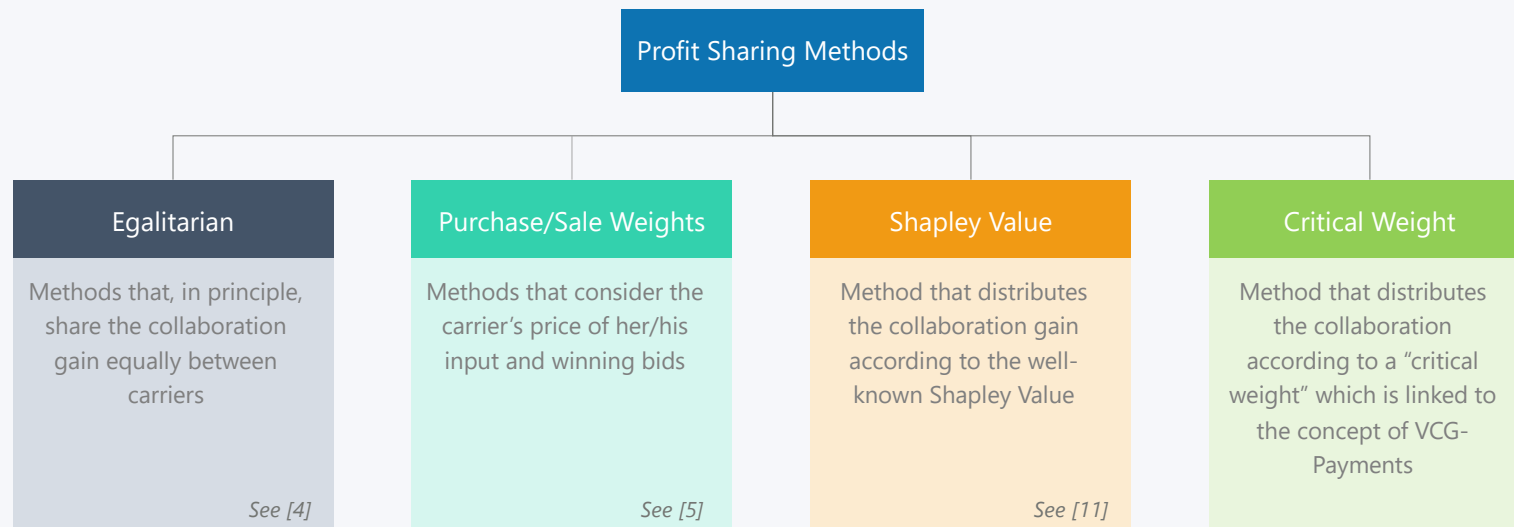 Profit Sharing Methods
Egalitarian
Methods that, in principle,
share the collaboration
gain equally between
carriers
See [4]
Purchase/Sale Weights
Methods that consider the
carrier's price of her/his
input and winning bids
See [5]
Shapley Value
Method that distributes
the collaboration gain
according to the well-
known Shapley Value
See [11]
Critical Weight
Method that distributes
the collaboration
according to a “critical
weight” which is linked to
the concept of VCG-
Payments